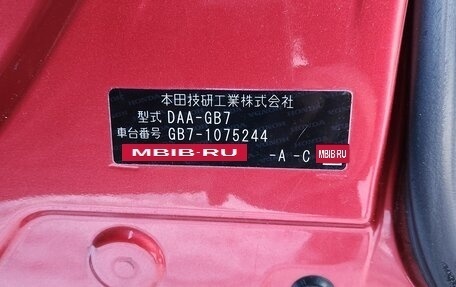 本田技研工業株式会社
型式 DAA-GB7
車台番号 GB7-1075244
MBIB-RU -A -C MBIB RU